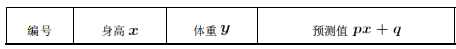 编号 身高 x 体重 y 预测值 px + q